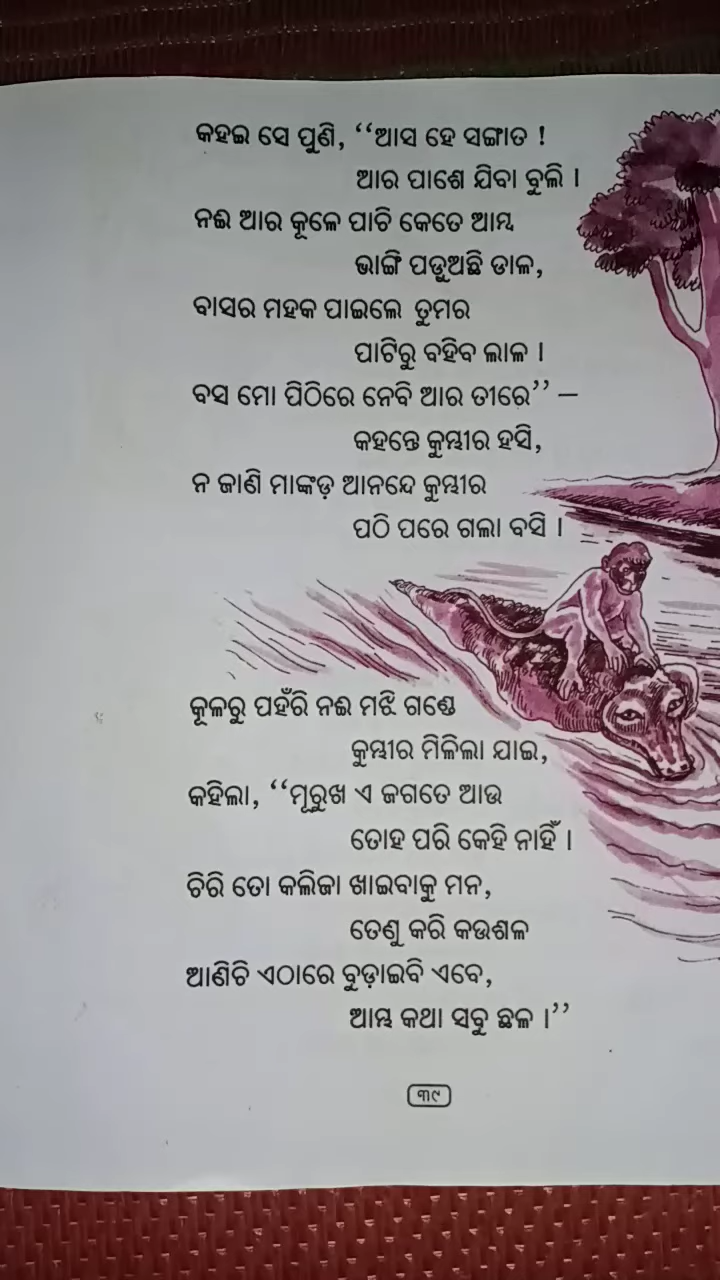 କହଇ ସେ ପୁଣି, ‘‘ଆସ ହେ ସଙ୍ଗାତ !
ଆର ପାଶେ ଯିବା ବୁଲି ।
ନଈ ଆର କୂଳେ ପାଚି କେତେ ଆମ୍ଭ
ଭାଙ୍ଗି ପଡ଼ୁଅଛି ଡାଳ,
ବାସର ମହକ ପାଇଲେ ତୁମର
ପାଟିରୁ ବହିବ ଲାଳ ।
ବସ ମୋ ପିଠିରେ ନେବି ଆର ତୀରେ’’ –
କହନ୍ତେ କୁମ୍ଭୀର ହସି,
ନ ଜାଣି ମାଙ୍କଡ଼ ଆନନ୍ଦେ କୁମ୍ଭୀର
ପଠି ପରେ ଗଲା ବସି ।
କୂଳରୁ ପହଁରି ନଈ ମଝି ଗଣ୍ଡେ
କୁମ୍ଭୀର ମିଳିଲା ଯାଇ,
କହିଲା, ‘‘ମୂରୁଖ ଏ ଜଗତେ ଆଉ
ତୋହ ପରି କେହି ନାହିଁ ।
ଚିରି ତୋ କଲିଜା ଖାଇବାକୁ ମନ,
ତେଣୁ କରି କଉଶଳ
ଆଣିଚି ଏଠାରେ ବୁଡ଼ାଇବି ଏବେ,
ଆମ୍ଭ କଥା ସବୁ ଛଳ ।’’
୩୯